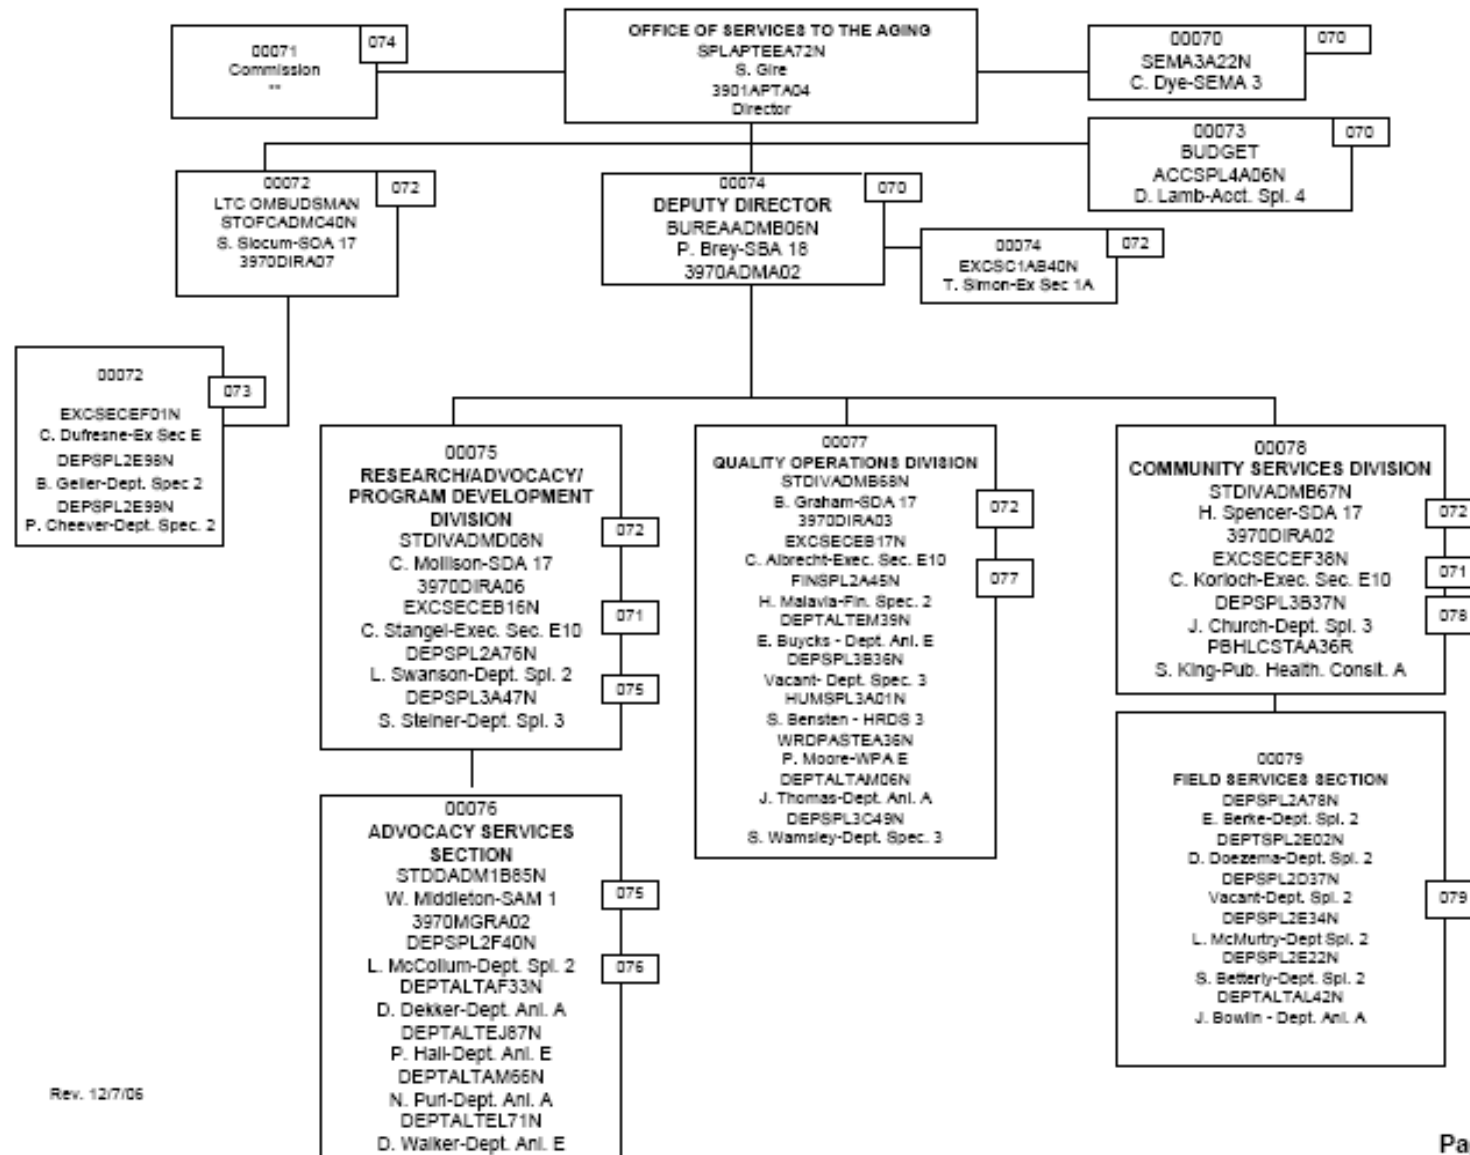 00071
Commission
--
074
OFFICE OF SERVICES TO THE AGING
SPLAPTEEA72N
S. Gire
3901APTA04
Director
00070
SEMA3A22N
C. Dye-SEMA 3
070
00073
BUDGET
ACCSPL4A06N
D. Lamb-Acct. Spl. 4
070
00072
LTC OMBUDSMAN
STOFCADMC40N
S. Slocum-SOA 17
3970DIRA07
072
00074
DEPUTY DIRECTOR
BUREAADMB06N
P. Brey-SBA 18
3970ADMA02
070
00074
EXCSC1AB40N
T. Simon-Ex Sec 1A
072
00072
EXCSECEF01N
C. Dufresne-Ex Sec E
DEPSPL2E98N
B. Geller-Dept. Spec 2
DEPSPL2E99N
P. Cheever-Dept. Spec. 2
073
00075
RESEARCH/ADVOCACY/
PROGRAM DEVELOPMENT
DIVISION
STDIVADMD08N
C. Mollison-SDA 17
3970DIRA06
EXCSECEB16N
C. Stangel-Exec. Sec. E10
DEPSPL2A76N
L. Swanson-Dept. Spl. 2
DEPSPL3A47N
S. Steiner-Dept. Spl. 3
072
071
075
00077
QUALITY OPERATIONS DIVISION
STDIVADMB68N
B. Graham-SDA 17
3970DIRA03
EXCSECEB17N
C. Albrecht-Exec. Sec. E10
FINSPL2A45N
H. Malavia-Fin. Spec. 2
DEPTALTEM39N
E. Buycks - Dept. Anl. E
DEPSPL3B36N
Vacant- Dept. Spec. 3
HUMSPL3A01N
S. Bensten - HRDS 3
WRDPASTEA36N
P. Moore-WPA E
DEPTALTAM06N
J. Thomas-Dept. Anl. A
DEPSPL3C49N
S. Wamsley-Dept. Spec. 3
072
077
00078
COMMUNITY SERVICES DIVISION
STDIVADMB67N
H. Spencer-SDA 17
3970DIRA02
EXCSECEF38N
C. Korloch-Exec. Sec. E10
DEPSPL3B37N
J. Church-Dept. Spl. 3
PBHLCSTAA36R
S. King-Pub. Health. Conslt. A
072
071
078
00076
ADVOCACY SERVICES
SECTION
STDDADM1B85N
W. Middleton-SAM 1
3970MGRA02
DEPSPL2F40N
L. McCollum-Dept. Spl. 2
DEPTALTAF33N
D. Dekker-Dept. Anl. A
DEPTALTEJ87N
P. Hall-Dept. Anl. E
DEPTALTAM66N
N. Puri-Dept. Anl. A
DEPTALTEL71N
D. Walker-Dept. Anl. E
075
076
00079
FIELD SERVICES SECTION
DEPSPL2A78N
E. Berke-Dept. Spl. 2
DEPTSPL2E02N
D. Doezema-Dept. Spl. 2
DEPSPL2D37N
Vacant-Dept. Spl. 2
DEPSPL2E34N
L. McMurtry-Dept Spl. 2
DEPSPL2E22N
S. Betterly-Dept. Spl. 2
DEPTALTAL42N
J. Bowlin - Dept. Anl. A
079
Rev. 12/7/06